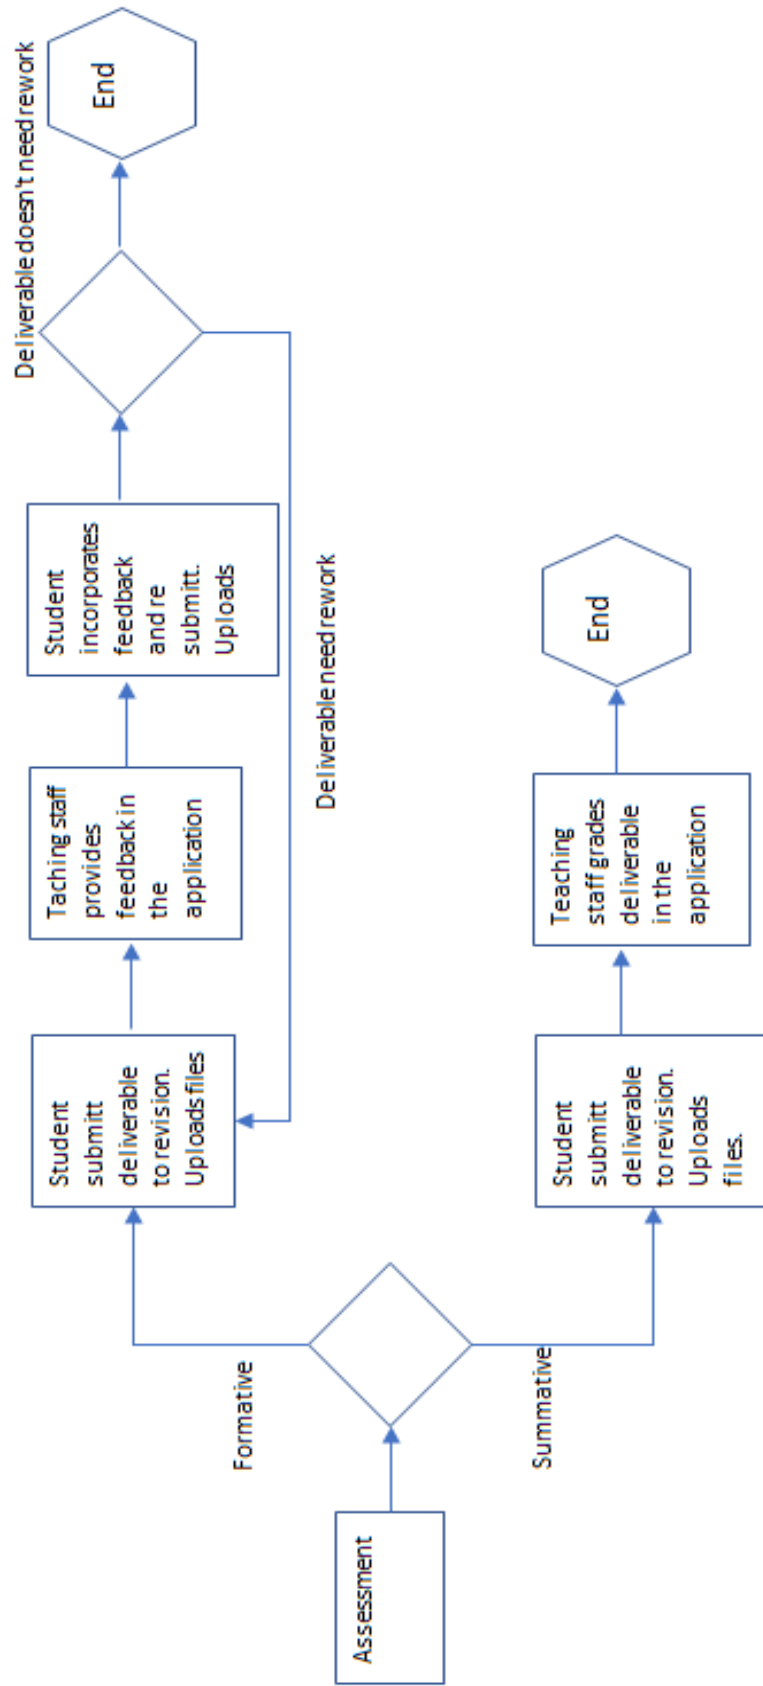 Assessment
Formative
Summative
Student
submitt
deliverable
to revision.
Uploads files
Taching staff
provides
feedback in
the
application
Student
incorporates
feedback
and re
submitt.
Uploads
Deliverable doesn't need rework
End
Deliverable need rework
Student
submitt
deliverable
to revision.
Uploads
files.
Teaching
staff grades
deliverable
in the
application
End